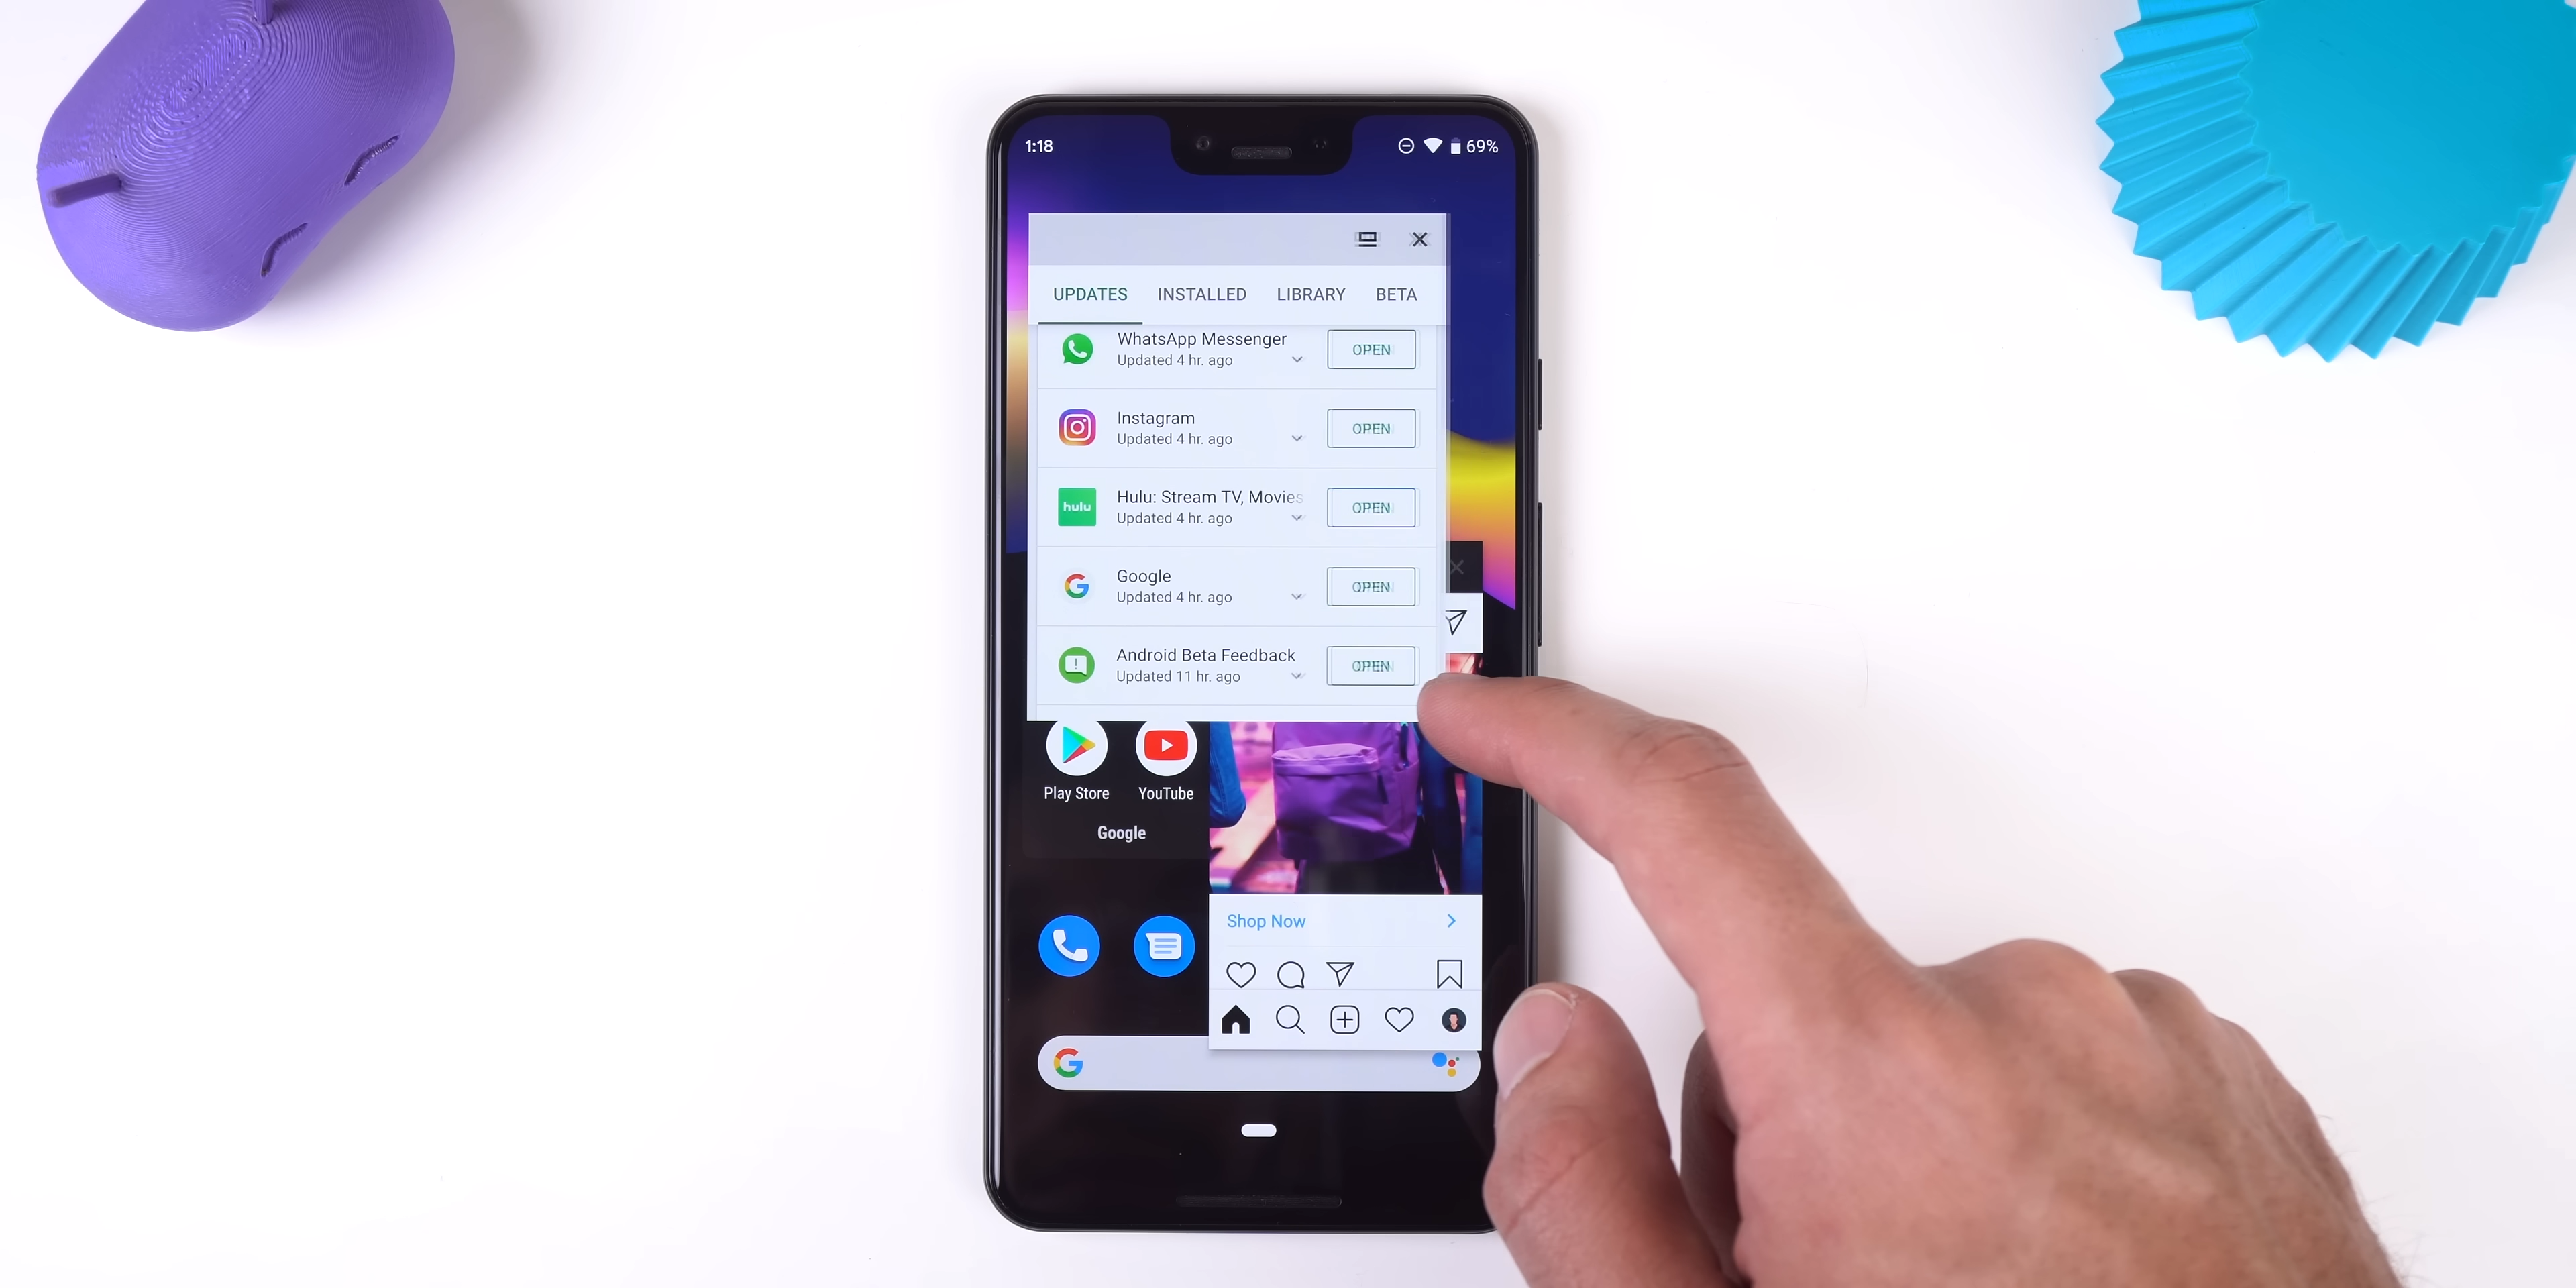 1:18
69%
UPDATES INSTALLED LIBRARY BETA
WhatsApp Messenger
Updated 4 hr. ago
OPEN
Instagram
Updated 4 hr. ago
OPEN
hulu
Hulu: Stream TV, Movies
Updated 4 hr. ago
OPEN
Google
Updated 4 hr. ago
OPEN
Android Beta Feedback
Updated 11 hr. ago
OPEN
Play Store YouTube
Google
Shop Now